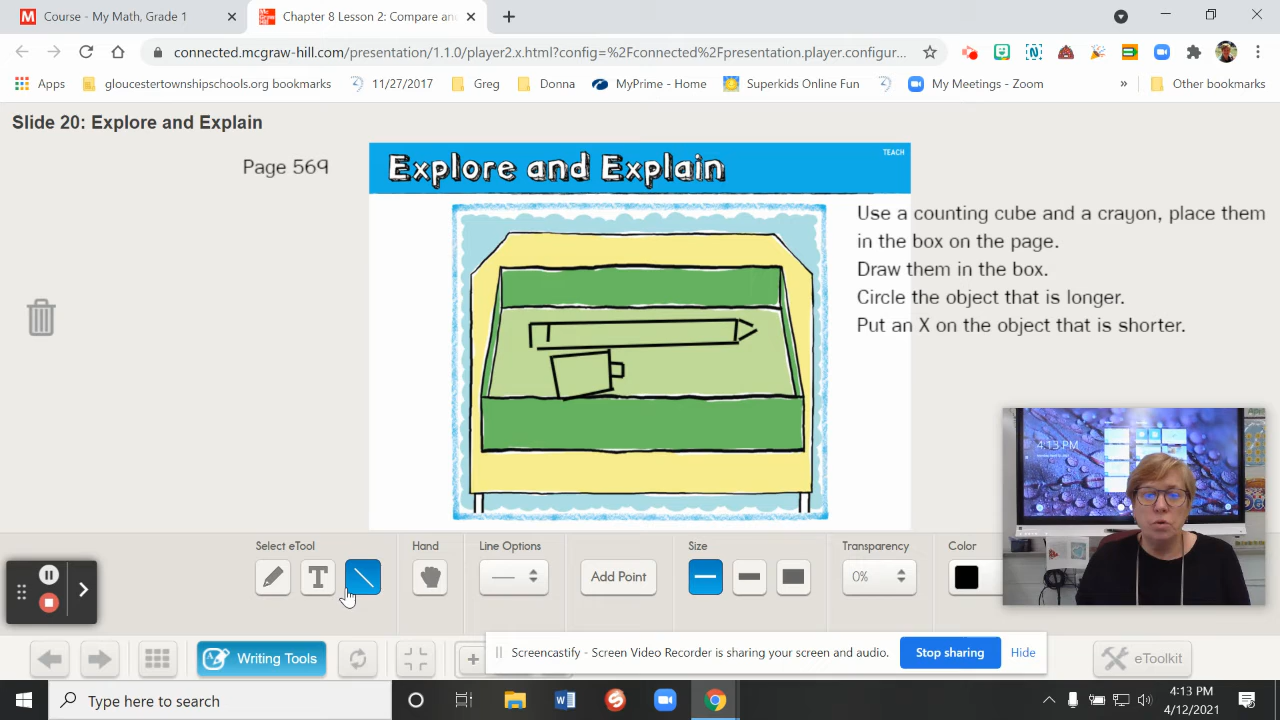 Course - My Math, Grade 1
Chapter 8 Lesson 2: Compare an
connected.mcgraw-hill.com/presentation/1.1.0/player2.x.html?config=%2Fconnected%2Fpresentation.player.configur...
Apps
gloucestertownshipschools.org bookmarks
11/27/2017
Greg
Donna
MyPrime - Home
Superkids Online Fun
My Meetings - Zoom
»
Other bookmarks
Slide 20: Explore and Explain
Page 569
Explore and Explain
TEACH
Use a counting cube and a crayon, place them
in the box on the page.
Draw them in the box.
Circle the object that is longer.
Put an X on the object that is shorter.
4:13 PM
Select eTool
Hand
Line Options
Size
Transparency
Color
T
Add Point
0%
Writing Tools
Screencastify - Screen Video Recorder is sharing your screen and audio.
Stop sharing
Hide
eToolkit
Type here to search
4:13 PM
4/12/2021